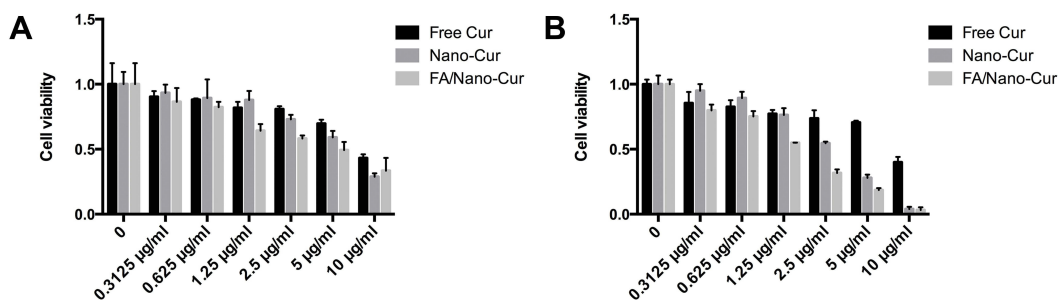 A
Cell viability
1.5
1.0
0.5
0.0
0
0.3125 µg/ml
0.625 µg/ml
1.25 µg/ml
2.5 µg/ml
5 µg/ml
10 µg/ml
Free Cur
Nano-Cur
FA/Nano-Cur
B
Cell viability
1.5
1.0
0.5
0.0
0
0.3125 µg/ml
0.625 µg/ml
1.25 µg/ml
2.5 µg/ml
5 µg/ml
10 µg/ml
Free Cur
Nano-Cur
FA/Nano-Cur